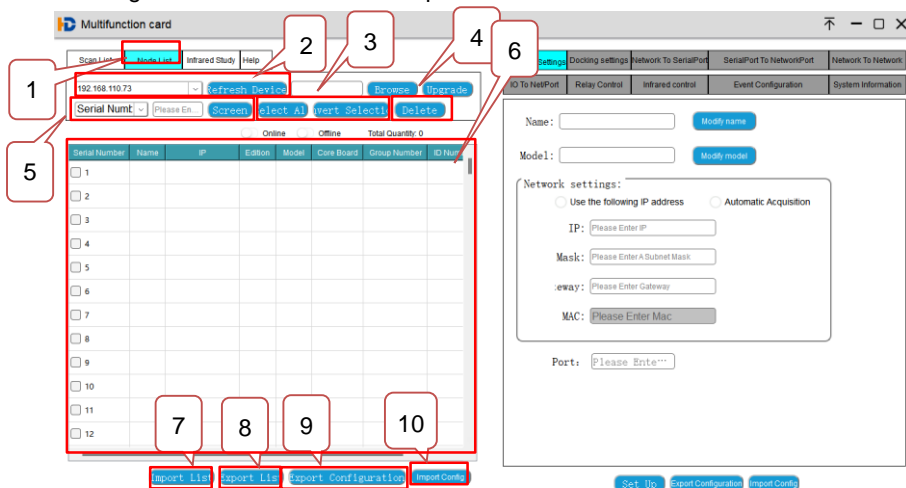 Multifunction card
Node List Infrared Study Help
2 3 4 6
1
Settings Docking settings Network To SerialPort SerialPort To NetworkPort Network To Network
192.168.110.73 Refresh Device Browse Upgrade
IO To Net/Port Relay Control Infrared control Event Configuration System Information
Serial Numt Please En... Screen elect Al vert Selecti Delete
5
Online Offline Total Quantity: 0
Name: Modify name
Model: Modify model
Serial Number Name IP Edition Model Core Board Group Number ID Num
1
2
3
4
5
6
7
8
9
10
11
12
Network settings:
Use the following IP address Automatic Acquisition
IP: Please Enter IP
Mask: Please Enter A Subnet Mask
eway: Please Enter Gateway
MAC: Please Enter Mac
Port: Please Ente…
7 8 9 10
Import List Export Lis Export Configuration Import Config
Set Up Export Configuration Import Config